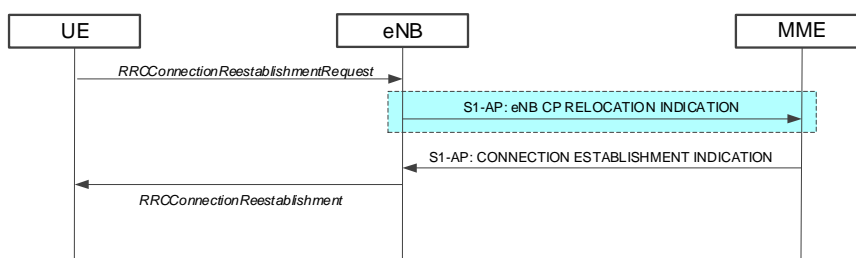 UE
eNB
MME
RRCConnectionReestablishmentRequest
S1-AP: eNB CP RELOCATION INDICATION
S1-AP: CONNECTION ESTABLISHMENT INDICATION
RRCConnectionReestablishment